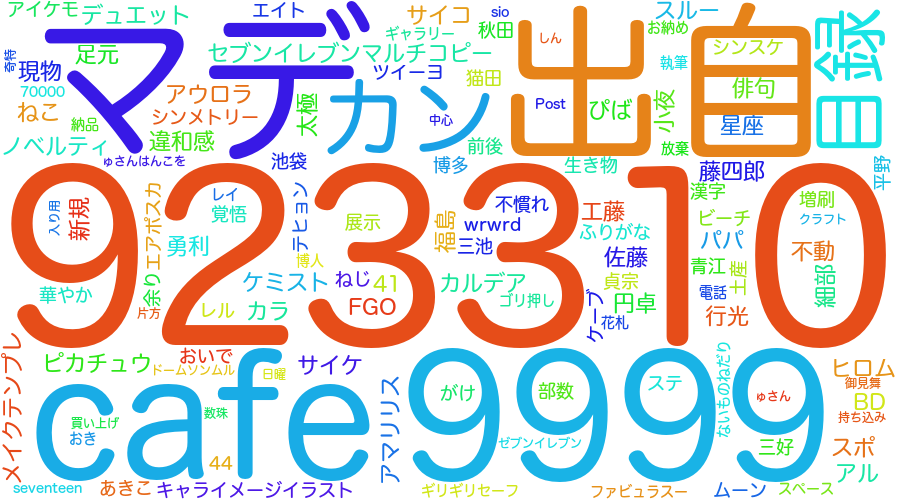 アイケモ
デュエット
エイト
サイコ
sio
スルー
マデ
カン
出
自
目録
奇特
現物
足元
ギャラリー
秋田
しん
お納め
シンスケ
セブンイレブンマルチコピー
70000
アウロラ
ツイーヨ
猫田
執筆
俳句
ねこ
納品
シンメトリー
太極
中心
Post
ぴば
小夜
星座
ノベルティ
違和感
前後
放棄
ゅさんはんこを
池袋
博多
生き物
藤四郎
平野
923310
入り用
新規
エアポスカ
レイ
覚悟
テヒョン
展示
福島
不慣れ
wrwrd
工藤
漢字
増刷
クラフト
ビーチ
勇利
博人
三池
ふりがな
佐藤
パパ
不動
華やか
余り
片方
ケミスト
ねじ
41
カルデア
貞宗
青江
土産
電話
細部
レル
カラ
FGO
ゴリ押し
ケーブ
円卓
花札
行光
メイクテンプレ
ピカチュウ
おいで
ドームソンムル
日曜
サイケ
cafe
9999
ないものねだり
ヒロム
御見舞
アマリリス
がけ
部数
ステ
ゅさん
BD
持ち込み
買い上げ
数珠
おき
ゼブンイレブン
三好
スポ
44
アル
seventeen
あきこ
キャライメージイラスト
ギリギリセーフ
ファビュラスー
ムーン
スペース